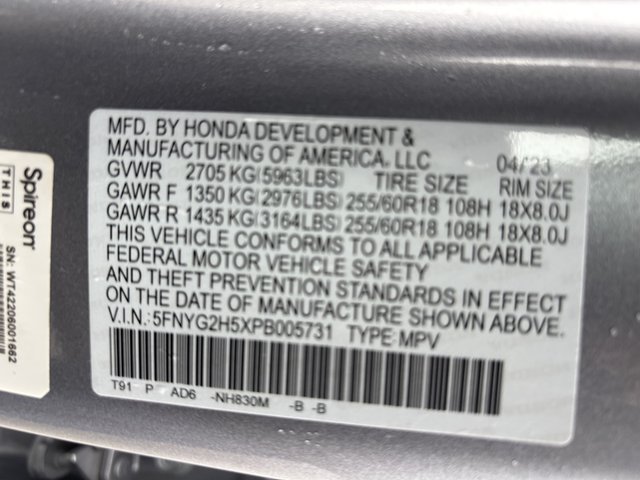 MFD. BY HONDA DEVELOPMENT &
MANUFACTURING OF AMERICA, LLC 04/23
GVWR 2705 KG(5963LBS) TIRE SIZE RIM SIZE
GAWR F 1350 KG(2976LBS) 255/60R18 108H 18X8.0J
GAWR R 1435 KG(3164LBS) 255/60R18 108H 18X8.0J
THIS VEHICLE CONFORMS TO ALL APPLICABLE
FEDERAL MOTOR VEHICLE SAFETY
AND THEFT PREVENTION STANDARDS IN EFFECT
ON THE DATE OF MANUFACTURE SHOWN ABOVE.
V.I.N.:5FNYG2H5XPB005731 TYPE:MPV
T91 P AD6 -NH830M -B -B
THIS
Spireon
SN: WT42206001662